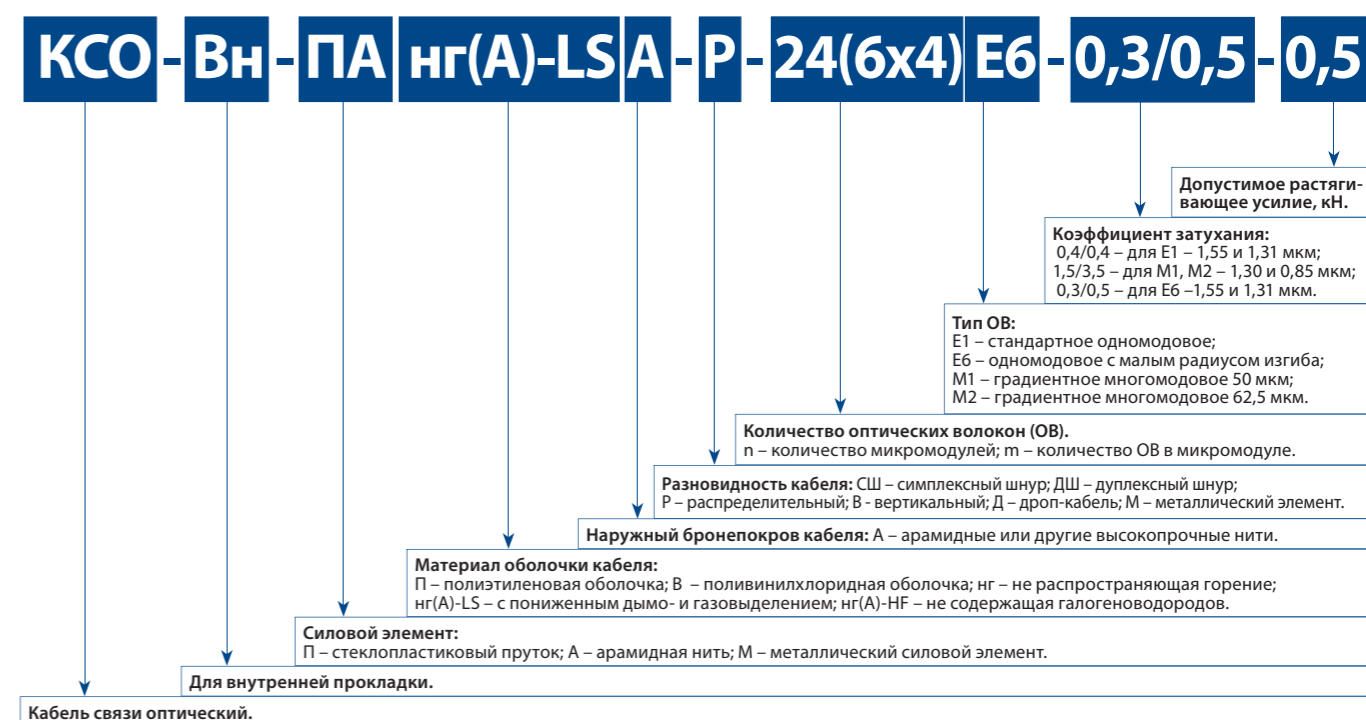 КСО-Вн-ПА нг(А)-LS А-Р-24(6х4) Е6-0,3/0,5-0,5
Допустимое растяги-
вающее усилие, кН.
Коэффициент затухания:
0,4/0,4 – для Е1 – 1,55 и 1,31 мкм;
1,5/3,5 – для М1, М2 – 1,30 и 0,85 мкм;
0,3/0,5 – для Е6 –1,55 и 1,31 мкм.
Тип ОВ:
Е1 – стандартное одномодовое;
Е6 – одномодовое с малым радиусом изгиба;
М1 – градиентное многомодовое 50 мкм;
М2 – градиентное многомодовое 62,5 мкм.
Количество оптических волокон (ОВ).
n – количество микромодулей; m – количество ОВ в микромодуле.
Разновидность кабеля: СШ – симплексный шнур; ДШ – дуплексный шнур;
Р – распределительный; В - вертикальный; Д – дроп-кабель; М – металлический элемент.
Наружный бронепокров кабеля: А – арамидные или другие высокопрочные нити.
Материал оболочки кабеля:
П – полиэтиленовая оболочка; В – поливинилхлоридная оболочка; нг – не распространяющая горение;
нг(А)-LS – с пониженным дымо- и газовыделением; нг(А)-HF – не содержащая галогеноводородов.
Силовой элемент:
П – стеклопластиковый пруток; А – арамидная нить; М – металлический силовой элемент.
Для внутренней прокладки.
Кабель связи оптический.